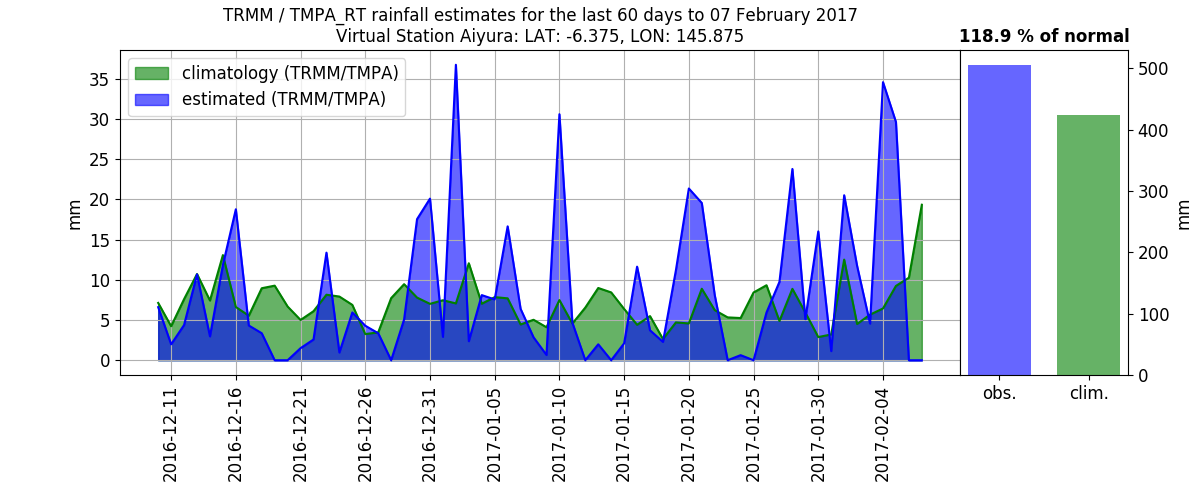 TRMM / TMPA_RT rainfall estimates for the last 60 days to 07 February 2017
Virtual Station Aiyura: LAT: -6.375, LON: 145.875
118.9 % of normal
climatology (TRMM/TMPA)
estimated (TRMM/TMPA)
mm
35
30
25
20
15
10
5
0
2016-12-11
2016-12-16
2016-12-21
2016-12-26
2016-12-31
2017-01-05
2017-01-10
2017-01-15
2017-01-20
2017-01-25
2017-01-30
2017-02-04
500
400
300
200
100
0
mm
obs.
clim.